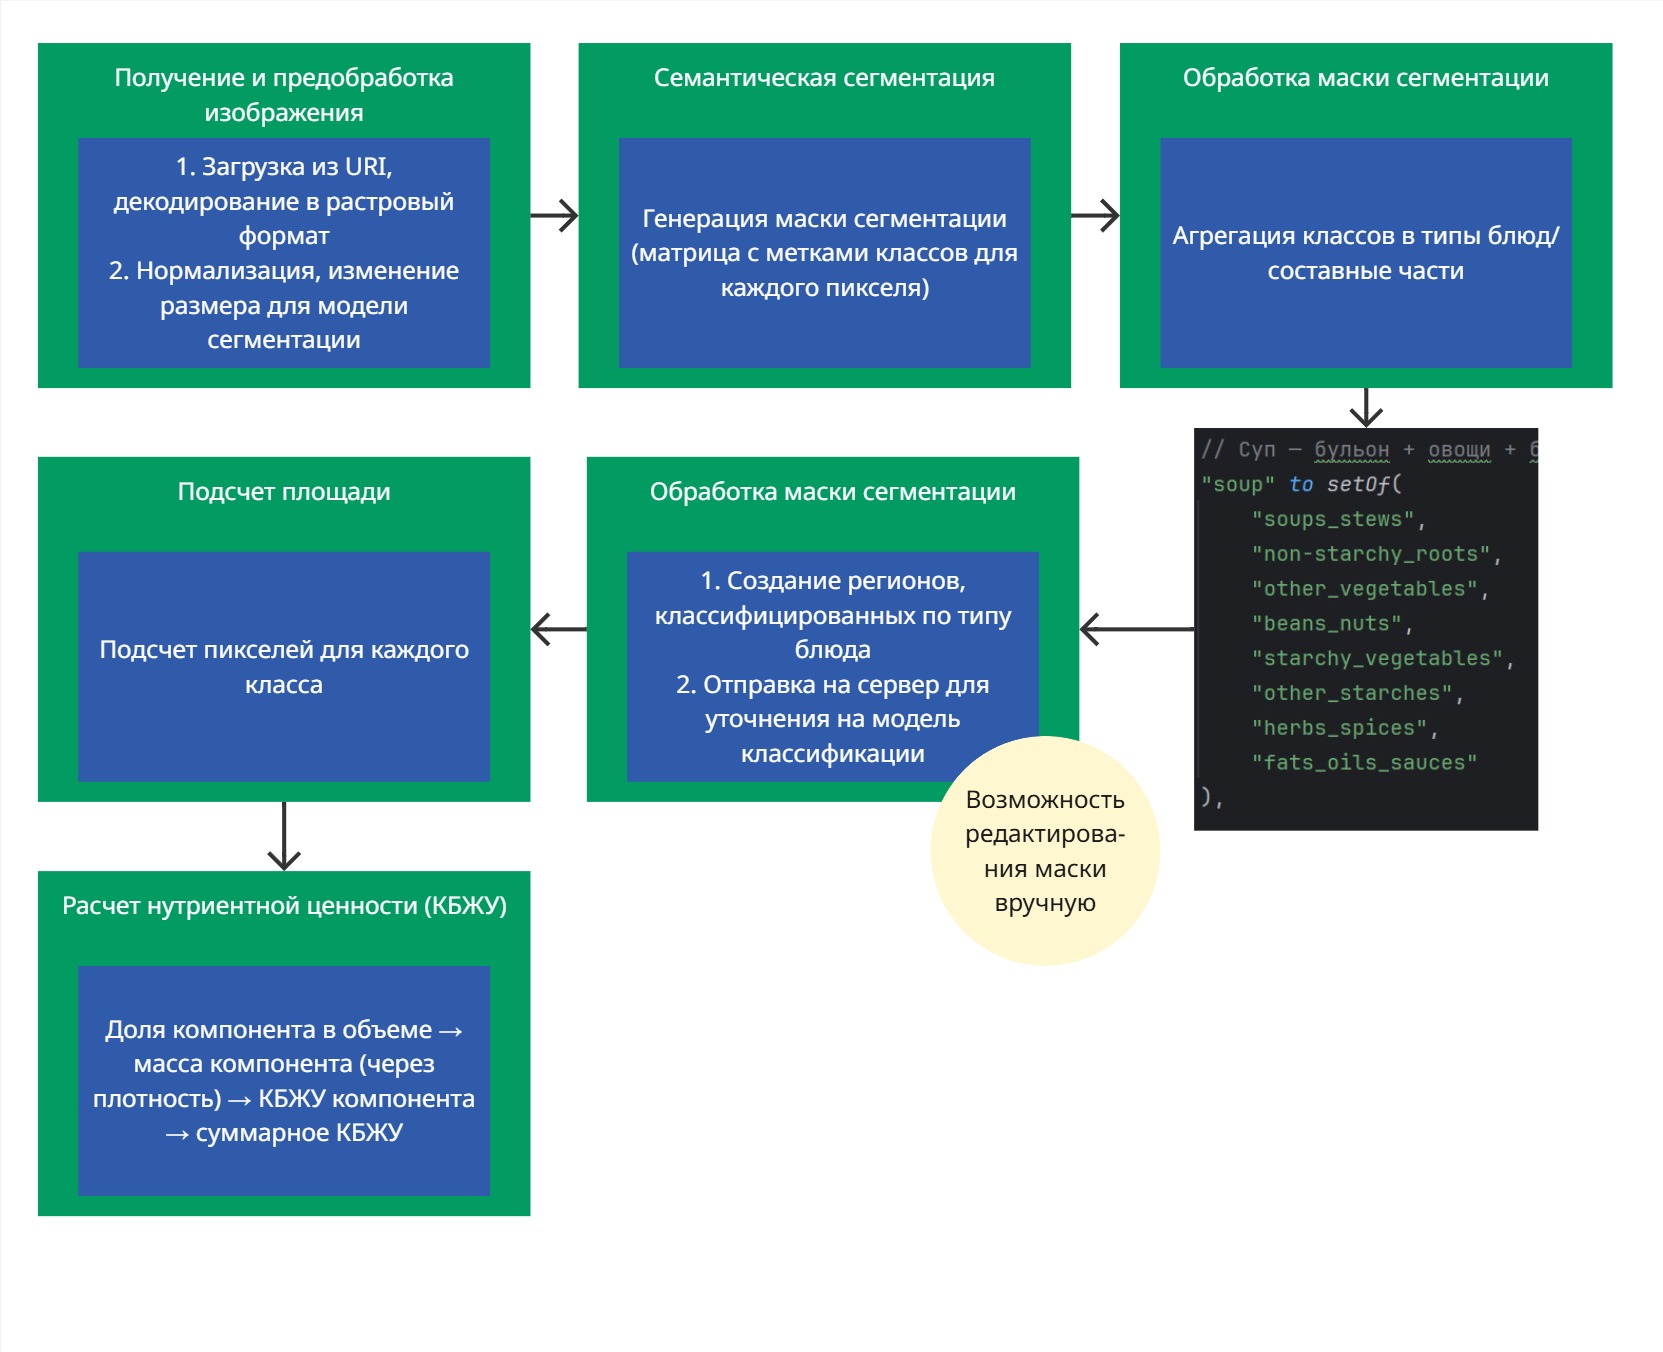 Получение и предобработка
изображения
1. Загрузка из URI,
декодирование в растровый
формат
2. Нормализация, изменение
размера для модели
сегментации
Семантическая сегментация
Генерация маски сегментации
(матрица с метками классов для
каждого пикселя)
Обработка маски сегментации
Агрегация классов в типы блюд/
составные части
// Суп — бульон + овощи +
"soup" to setOf(
"soups_stews",
"non-starchy_roots",
"other_vegetables",
"beans_nuts",
"starchy_vegetables",
"other_starches",
"herbs_spices",
"fats_oils_sauces"
),
Обработка маски сегментации
1. Создание регионов,
классифицированных по типу
блюда
2. Отправка на сервер для
уточнения на модель
классификации
Возможность
редактирова-
ния маски
вручную
Подсчет площади
Подсчет пикселей для каждого
класса
Расчет нутриентной ценности (КБЖУ)
Доля компонента в объеме →
масса компонента (через
плотность) → КБЖУ компонента
→ суммарное КБЖУ